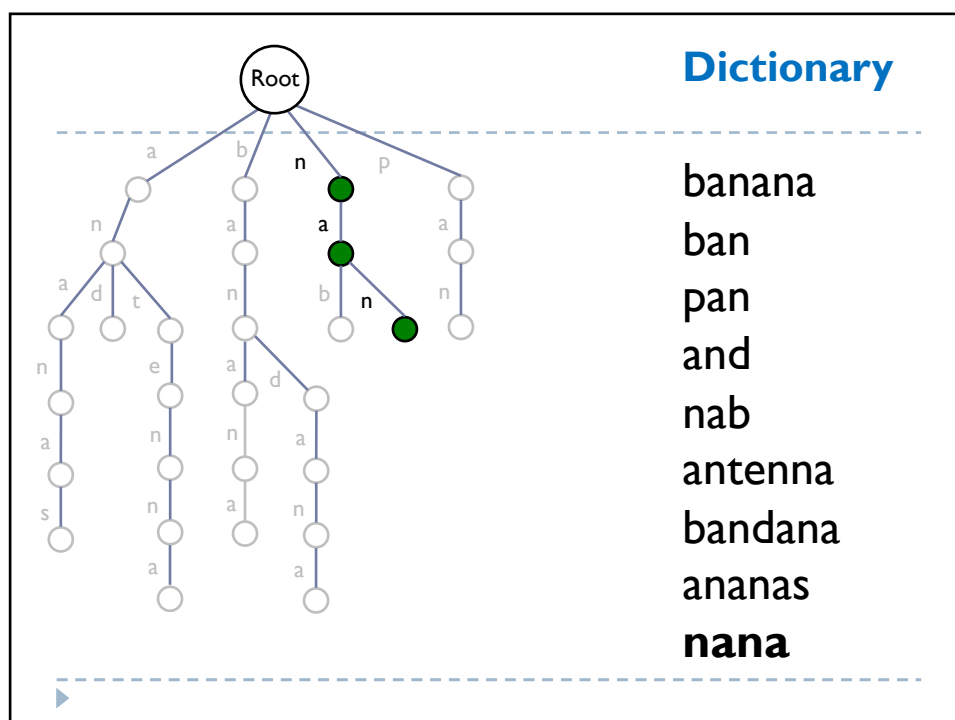 Dictionary
Root
a b n p
n a a a
a d t n b n n
n e a d
a n n a
s n a n
a a
banana
ban
pan
and
nab
antenna
bandana
ananas
nana